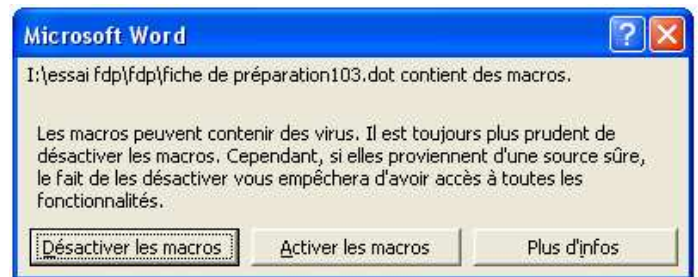 Microsoft Word
I:\essai fdp\fdp\fiche de préparation103.dot contient des macros.
Les macros peuvent contenir des virus. Il est toujours plus prudent de
désactiver les macros. Cependant, si elles proviennent d'une source sûre,
le fait de les désactiver vous empêchera d'avoir accès à toutes les
fonctionnalités.
Désactiver les macros Activer les macros Plus d'infos